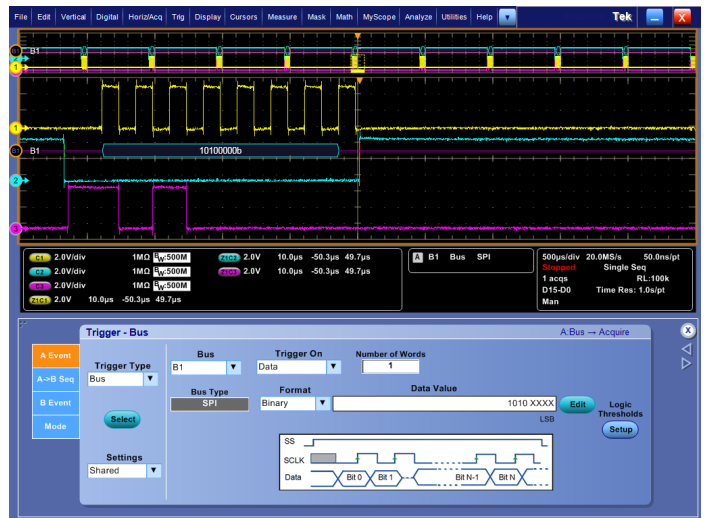 File Edit Vertical Digital Horiz/Acq Trig Display Cursors Measure Mask Math MyScope Analyze Utilities Help Tek X
B1 B1
1
1
B1 B1 10100000b
2
3
C1 2.0V/div 1MΩ BW:500M Z1C2 2.0V 10.0µs -50.3µs 49.7µs
C2 2.0V/div 1MΩ BW:500M Z1C3 2.0V 10.0µs -50.3µs 49.7µs
C3 2.0V/div 1MΩ BW:500M
Z1C1 2.0V 10.0µs -50.3µs 49.7µs
A B1 Bus SPI
500µs/div 20.0MS/s 50.0ns/pt
Stopped Single Seq
1 acqs RL:100k
D15-D0 Time Res: 1.0s/pt
Man
Trigger - Bus A:Bus → Acquire X
A Event
A->B Seq
B Event
Mode
Trigger Type
Bus
Select
Settings
Shared
Bus
B1
Bus Type
SPI
Trigger On
Data
Number of Words
1
Format
Binary
Data Value
1010 XXXX
LSB
Edit
Logic
Thresholds
Setup
SS
SCLK
Data Bit 0 Bit 1 Bit N-1 Bit N